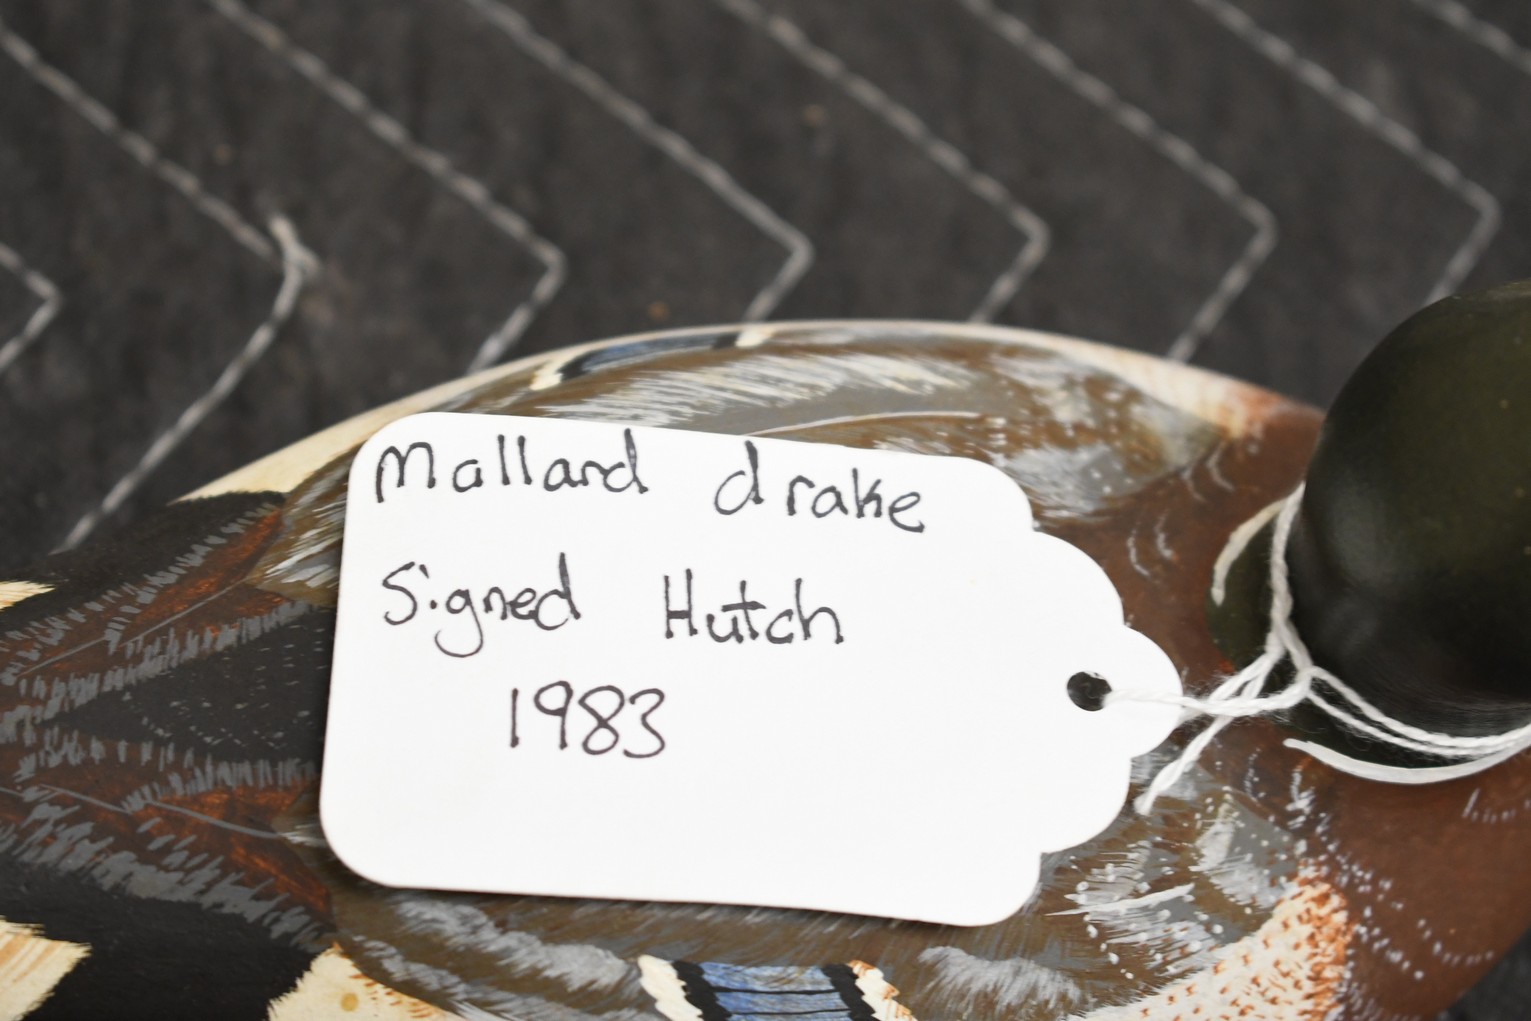 Mallard drake
Signed Hutch
1983